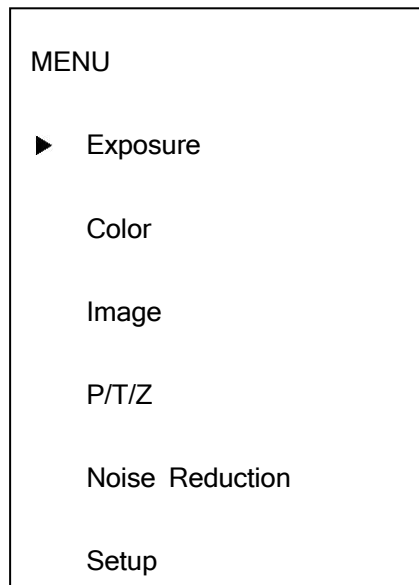 MENU
Exposure
Color
Image
P/T/Z
Noise Reduction
Setup